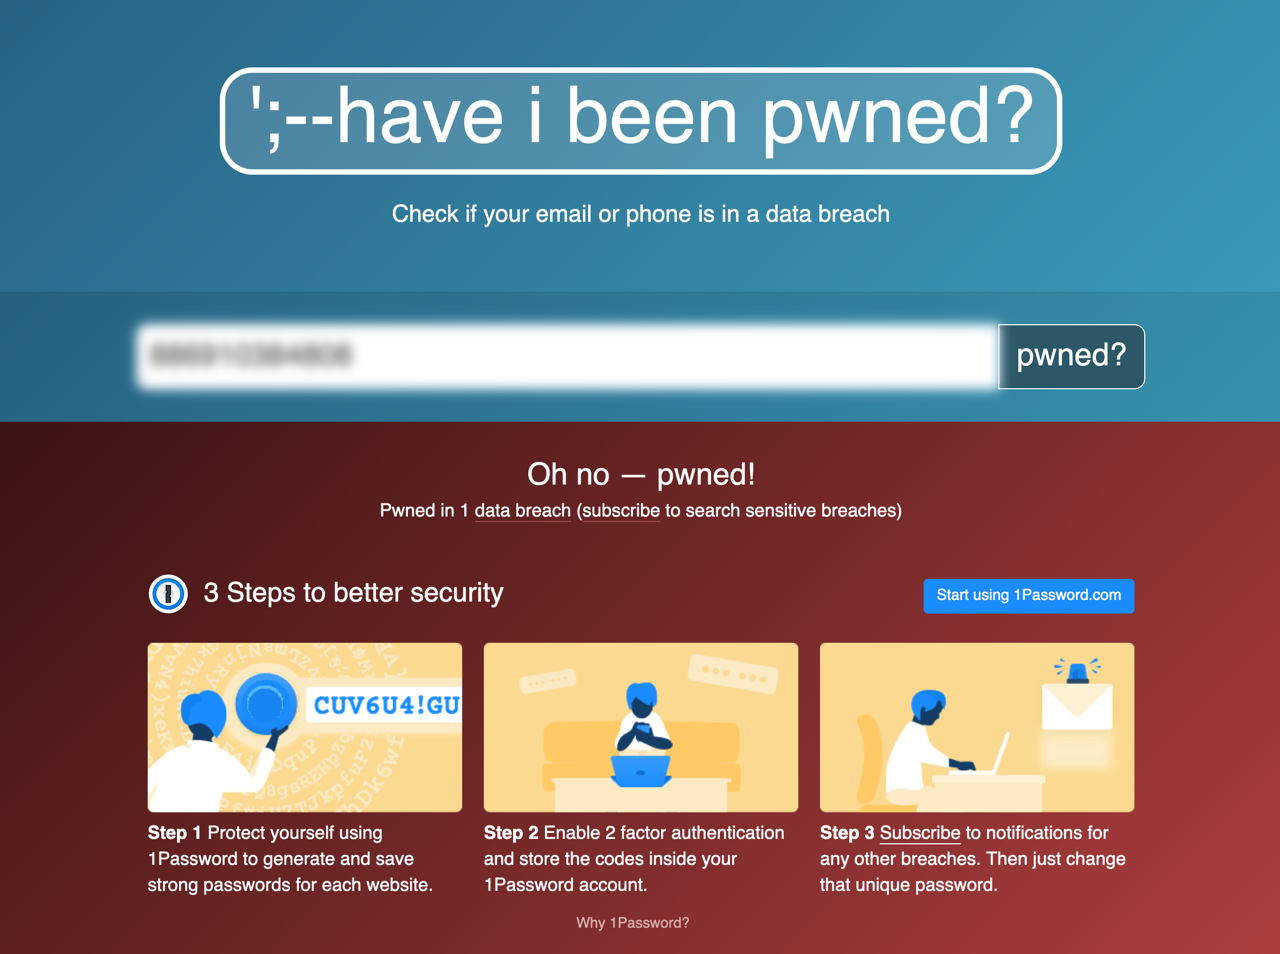 ';--have i been pwned?
Check if your email or phone is in a data breach
pwned?
Oh no — pwned!
Pwned in 1 data breach (subscribe to search sensitive breaches)
3 Steps to better security
Start using 1Password.com
CUV6U4!GU
Step 1 Protect yourself using
1Password to generate and save
strong passwords for each website.
Step 2 Enable 2 factor authentication
and store the codes inside your
1Password account.
Step 3 Subscribe to notifications for
any other breaches. Then just change
that unique password.
Why 1Password?